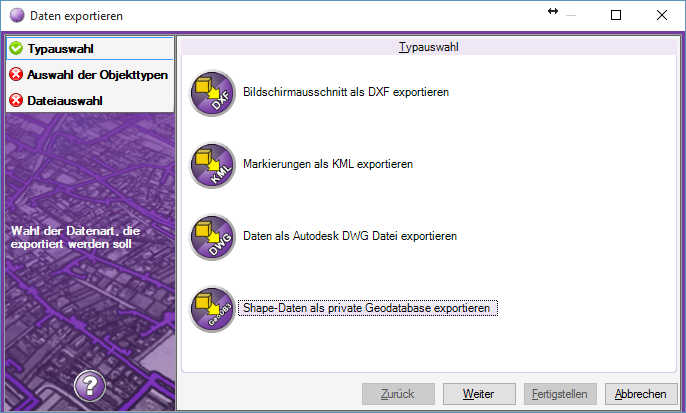 Daten exportieren
Typauswahl
Auswahl der Objekttypen
Dateiauswahl
Wahl der Datenart, die
exportiert werden soll
?
Typauswahl
DXF
Bildschirmausschnitt als DXF exportieren
KML
Markierungen als KML exportieren
DWG
Daten als Autodesk DWG Datei exportieren
Shape-Daten als private Geodatabase exportieren
Zurück
Weiter
Fertigstellen
Abbrechen